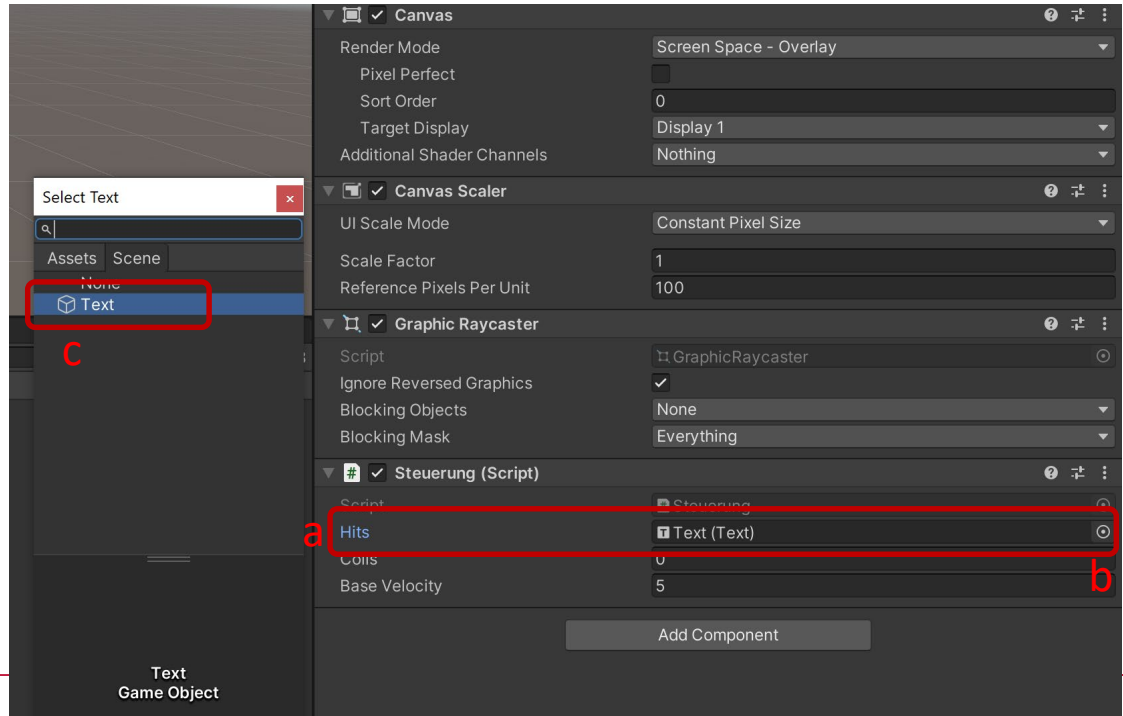 Canvas
Render Mode Screen Space - Overlay
Pixel Perfect
Sort Order 0
Target Display Display 1
Additional Shader Channels Nothing
Canvas Scaler
UI Scale Mode Constant Pixel Size
Scale Factor 1
Reference Pixels Per Unit 100
Graphic Raycaster
Script GraphicRaycaster
Ignore Reversed Graphics
Blocking Objects None
Blocking Mask Everything
# Steuerung (Script)
Script Steuerung
a Hits Text (Text)
Colls 0
b
Base Velocity 5
Add Component
Select Text
Assets Scene
None
Text
c
Text
Game Object